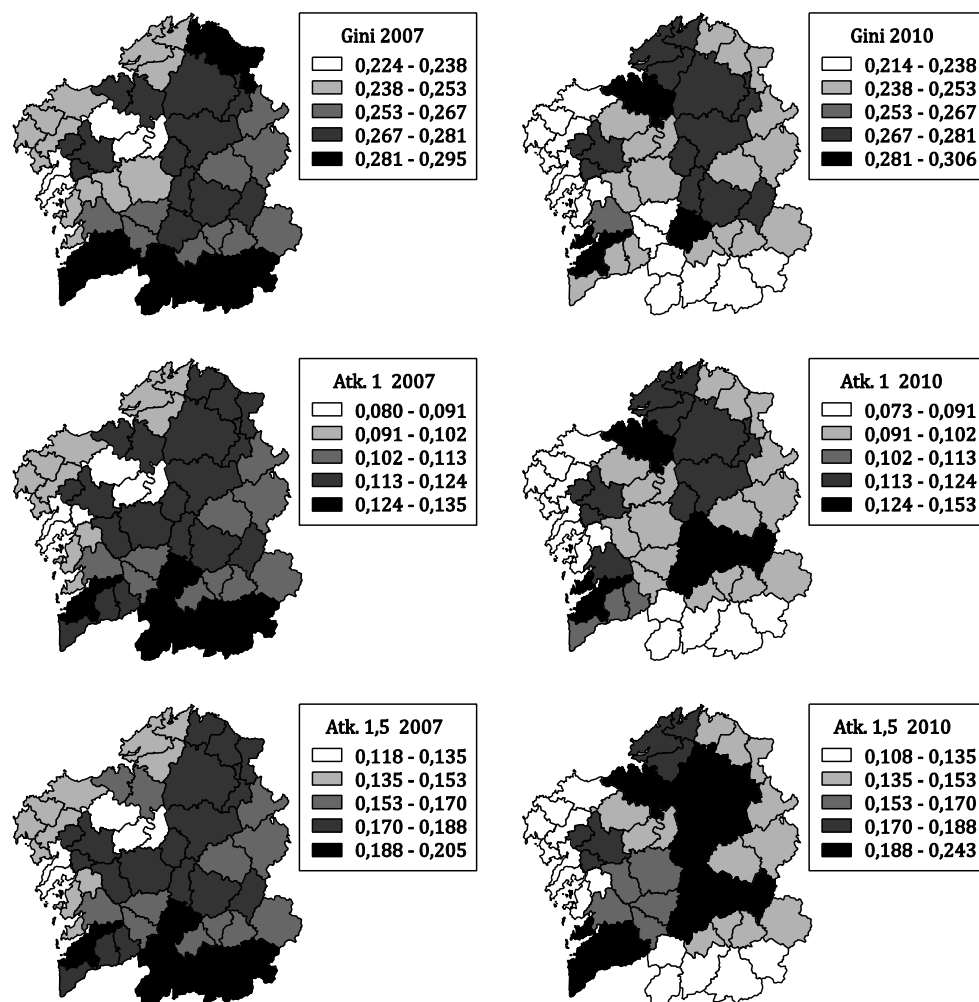 Gini 2007
0,224 - 0,238
0,238 - 0,253
0,253 - 0,267
0,267 - 0,281
0,281 - 0,295
Gini 2010
0,214 - 0,238
0,238 - 0,253
0,253 - 0,267
0,267 - 0,281
0,281 - 0,306
Atk. 1 2007
0,080 - 0,091
0,091 - 0,102
0,102 - 0,113
0,113 - 0,124
0,124 - 0,135
Atk. 1 2010
0,073 - 0,091
0,091 - 0,102
0,102 - 0,113
0,113 - 0,124
0,124 - 0,153
Atk. 1,5 2007
0,118 - 0,135
0,135 - 0,153
0,153 - 0,170
0,170 - 0,188
0,188 - 0,205
Atk. 1,5 2010
0,108 - 0,135
0,135 - 0,153
0,153 - 0,170
0,170 - 0,188
0,188 - 0,243